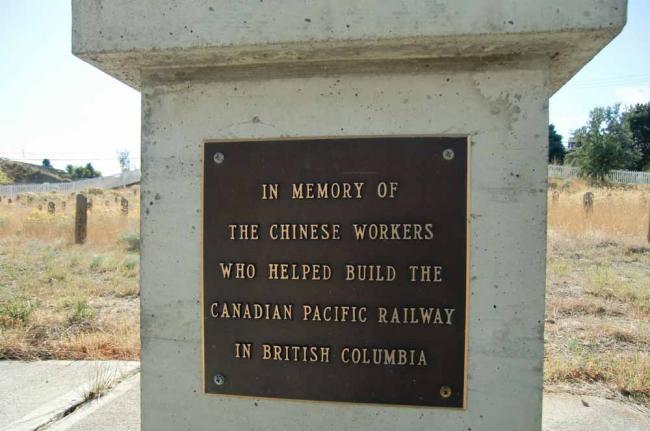 IN MEMORY OF
THE CHINESE WORKERS
WHO HELPED BUILD THE
CANADIAN PACIFIC RAILWAY
IN BRITISH COLUMBIA